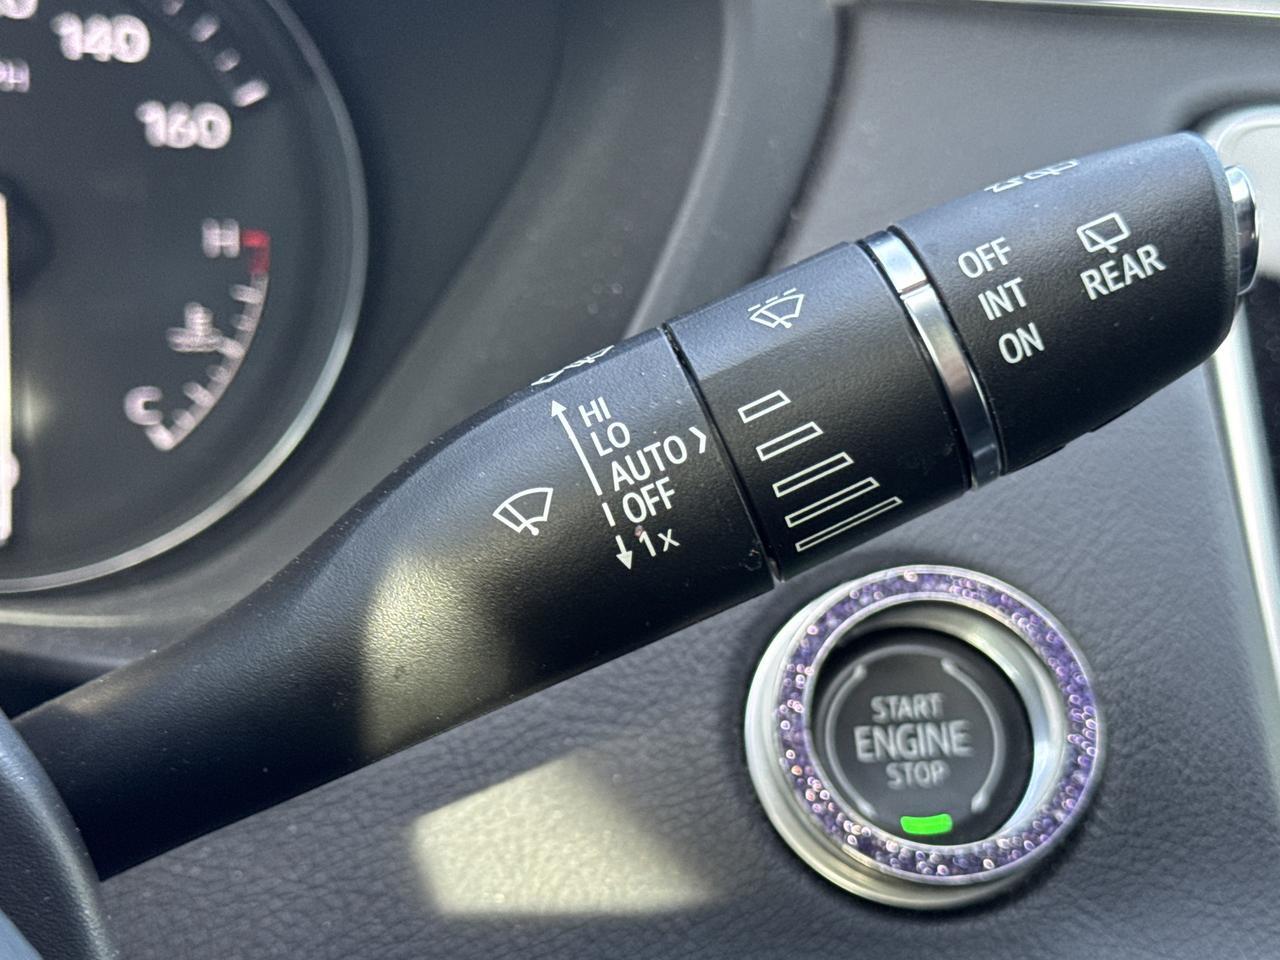 140
160
H
C
HI
LO
AUTO
OFF
1x
OFF
INT
ON
REAR
START
ENGINE
STOP